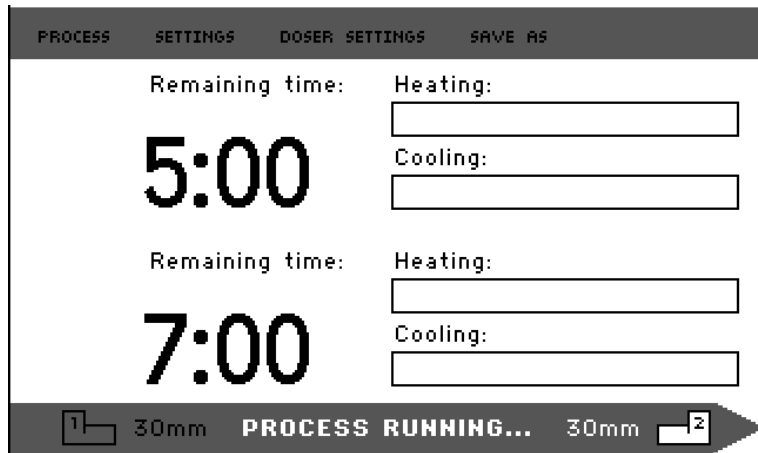 PROCESS SETTINGS DOSER SETTINGS SAVE AS
Remaining time: Heating:
5:00
Cooling:
Remaining time: Heating:
7:00
Cooling:
1 30mm PROCESS RUNNING... 30mm 2